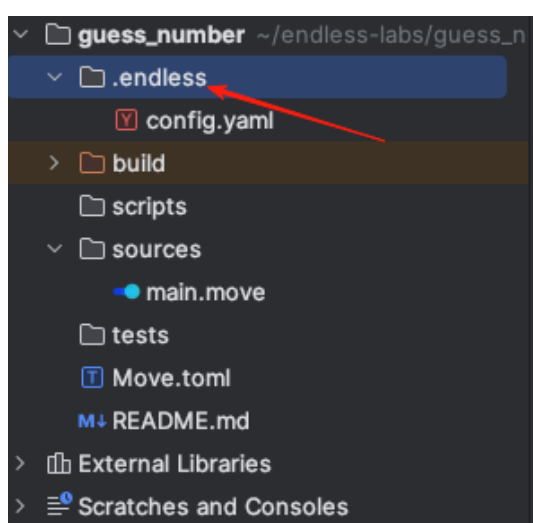 guess_number ~/endless-labs/guess_n
.endless
config.yaml
build
scripts
sources
main.move
tests
Move.toml
README.md
External Libraries
Scratches and Consoles